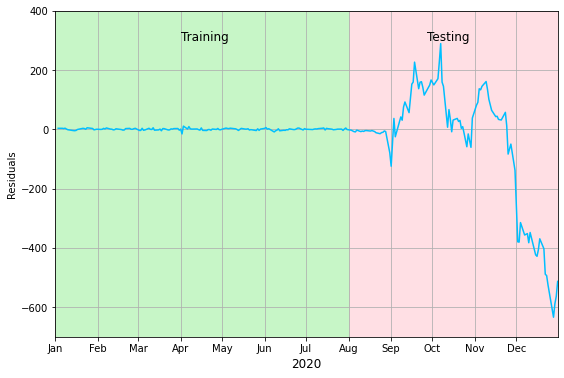 400
Training
Testing
200
0
−200
−400
−600
Residuals
Jan Feb Mar Apr May Jun Jul Aug Sep Oct Nov Dec
2020